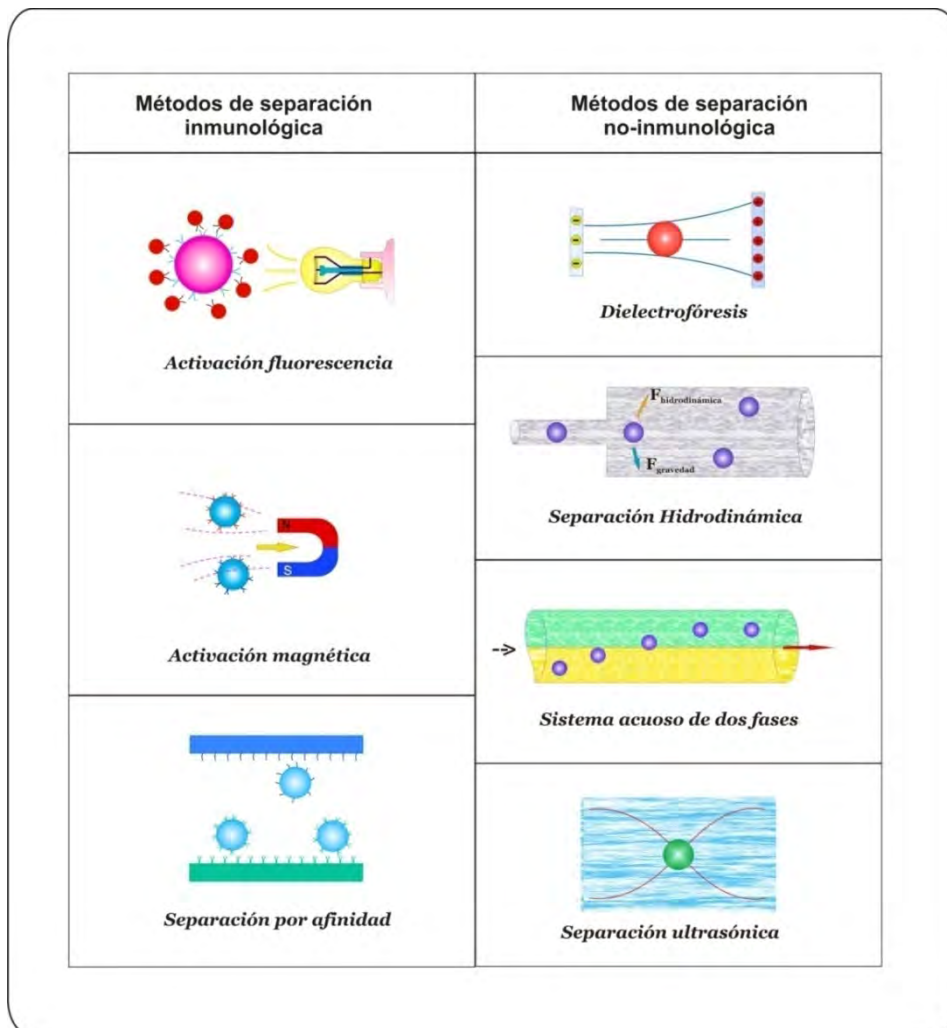 Métodos de separación
inmunológica
Métodos de separación
no-inmunológica
Activación fluorescencia
Dielectrofóresis
F hidrodinámica
F gravedad
Separación Hidrodinámica
N
S
Activación magnética
Sistema acuoso de dos fases
Separación por afinidad
Separación ultrasónica